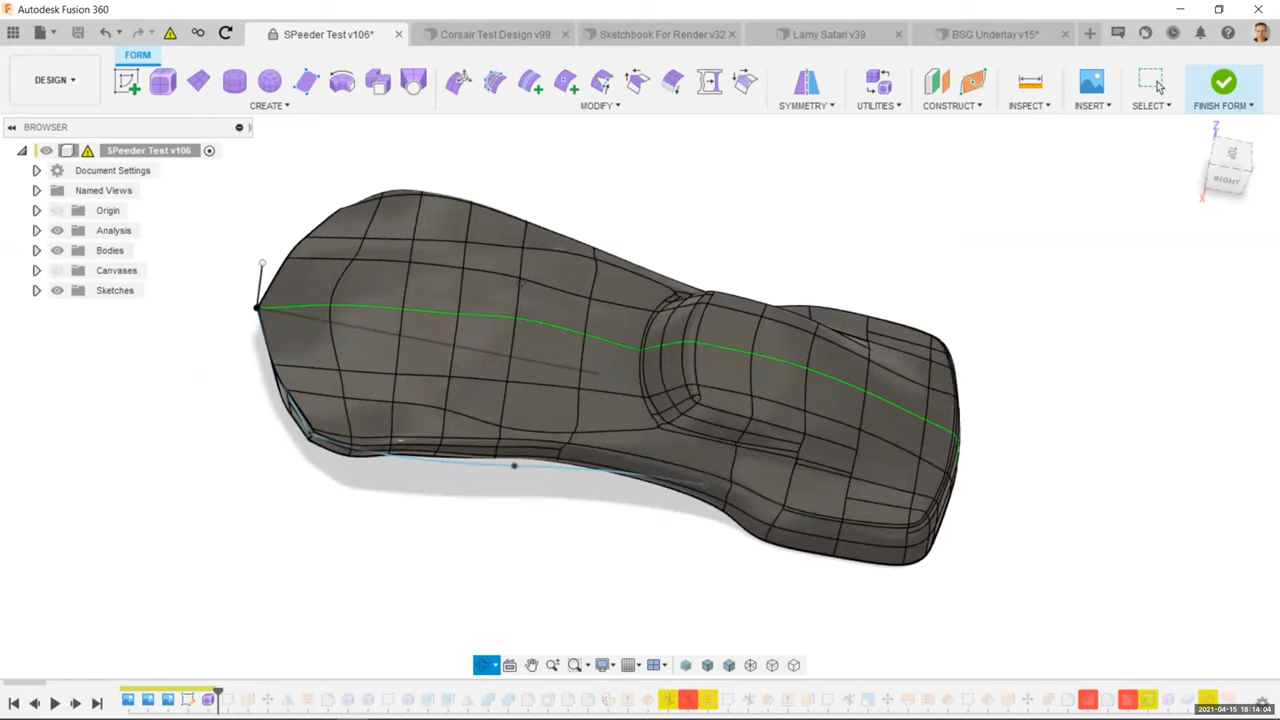 Autodesk Fusion 360
SPeeder Test v106*
Corsair Test Design v99
Sketchbook For Render v32
Lamy Safari v39
BSG Underlay v15*
FORM
DESIGN
CREATE
MODIFY
SYMMETRY
UTILITIES
CONSTRUCT
INSPECT
INSERT
SELECT
FINISH FORM
BROWSER
SPeeder Test v106
Document Settings
Named Views
Origin
Analysis
Bodies
Canvases
Sketches
Z
TOP
RIGHT
X
2021-04-15 18:14:04